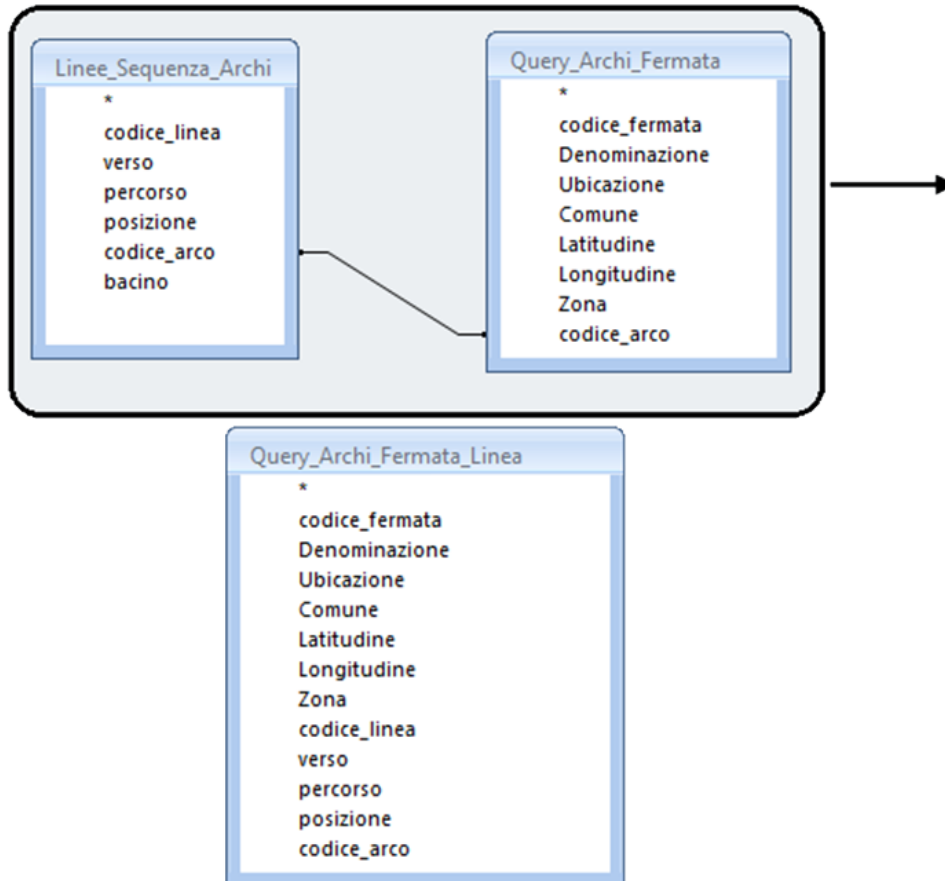 Linee_Sequenza_Archi
*
codice_linea
verso
percorso
posizione
codice_arco
bacino
Query_Archi_Fermata
*
codice_fermata
Denominazione
Ubicazione
Comune
Latitudine
Longitudine
Zona
codice_arco
Query_Archi_Fermata_Linea
*
codice_fermata
Denominazione
Ubicazione
Comune
Latitudine
Longitudine
Zona
codice_linea
verso
percorso
posizione
codice_arco